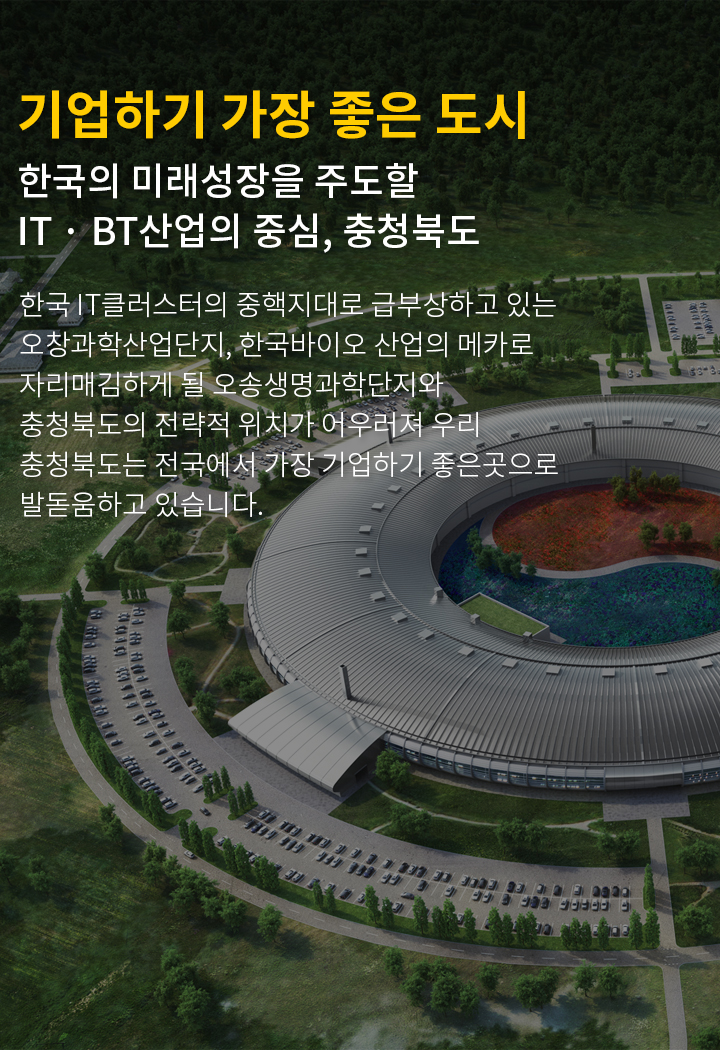 기업하기 가장 좋은 도시
한국의 미래성장을 주도할
IT · BT산업의 중심, 충청북도
한국 IT클러스터의 중핵지대로 급부상하고 있는
오창과학산업단지, 한국바이오 산업의 메카로
자리매김하게 될 오송생명과학단지와
충청북도의 전략적 위치가 어우러져 우리
충청북도는 전국에서 가장 기업하기 좋은곳으로
발돋움하고 있습니다.